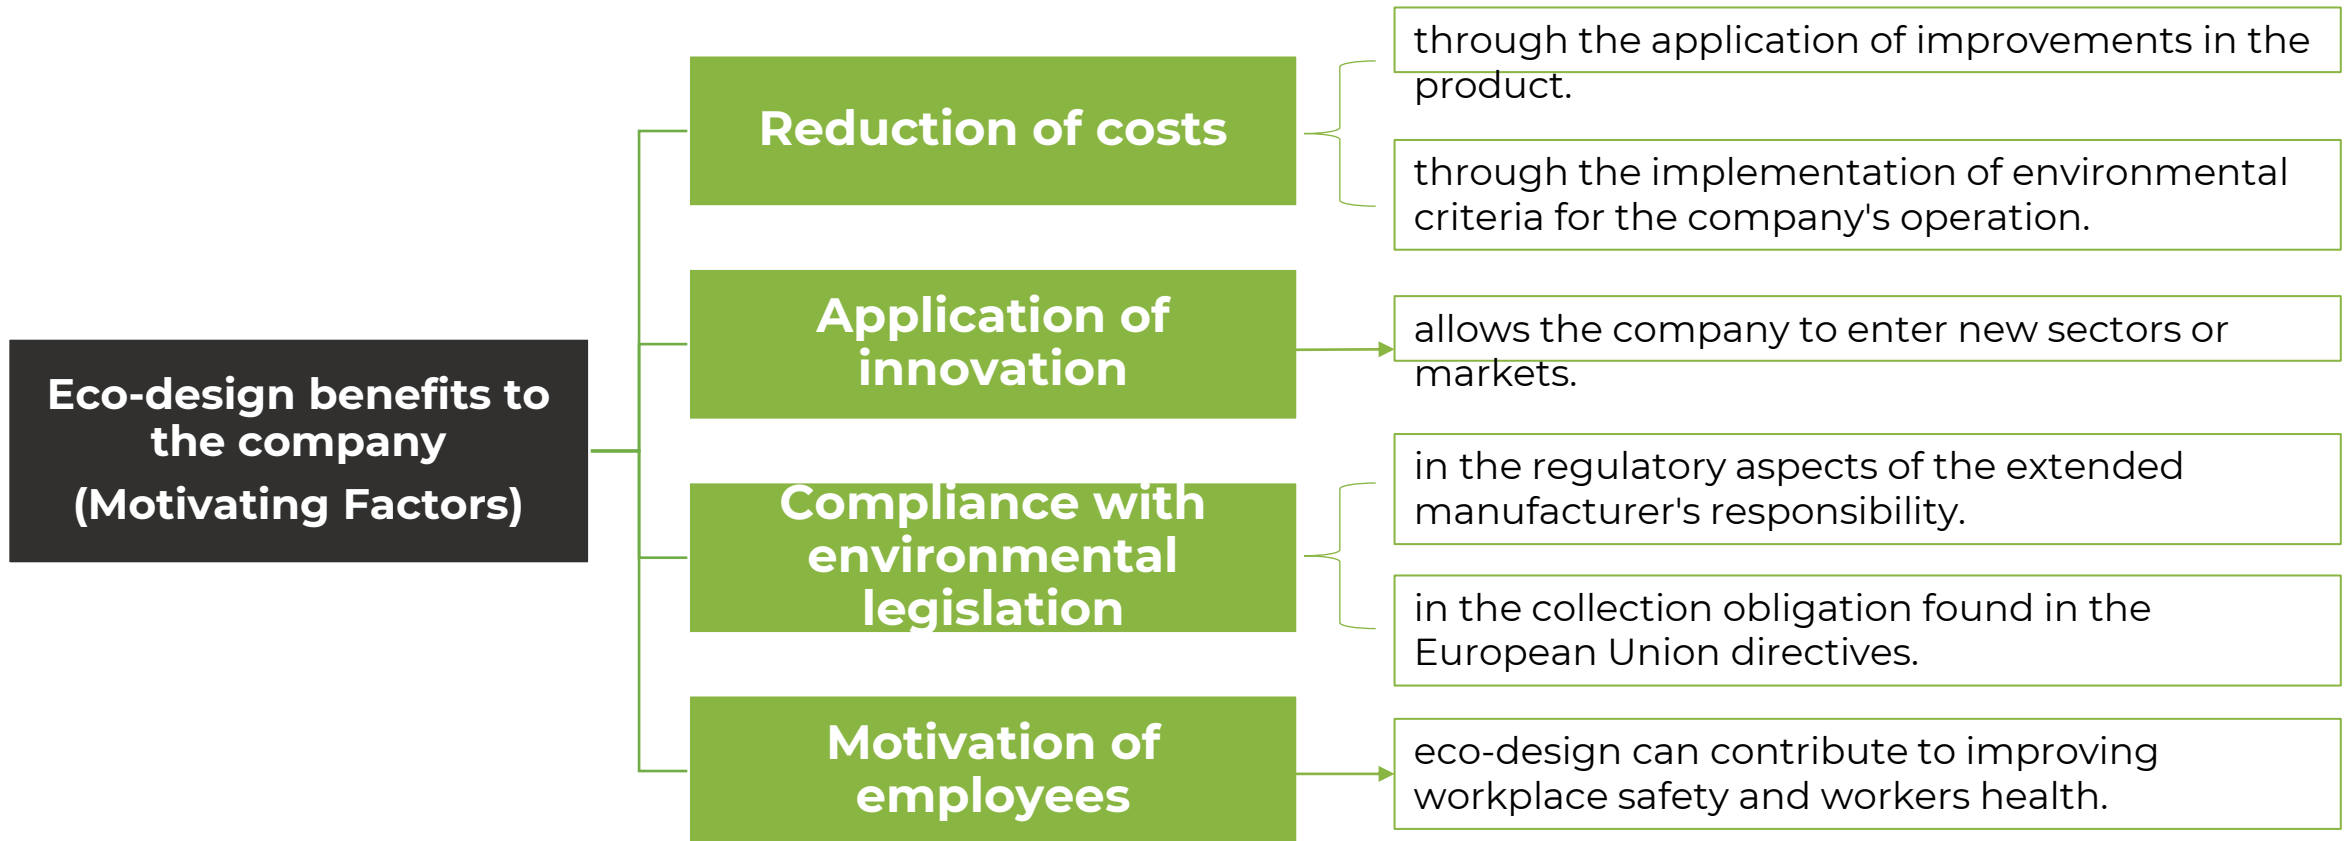 Eco-design benefits to
the company
(Motivating Factors)
Reduction of costs
through the application of improvements in the
product.
through the implementation of environmental
criteria for the company's operation.
Application of
innovation
allows the company to enter new sectors or
markets.
Compliance with
environmental
legislation
in the regulatory aspects of the extended
manufacturer's responsibility.
in the collection obligation found in the
European Union directives.
Motivation of
employees
eco-design can contribute to improving
workplace safety and workers health.